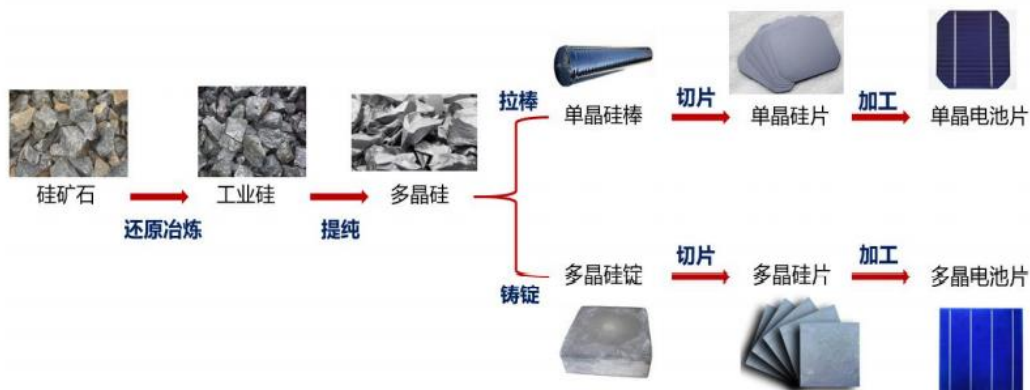 拉棒
单晶硅棒
切片
单晶硅片
加工
单晶电池片
硅矿石
还原冶炼
工业硅
提纯
多晶硅
铸锭
多晶硅锭
切片
多晶硅片
加工
多晶电池片